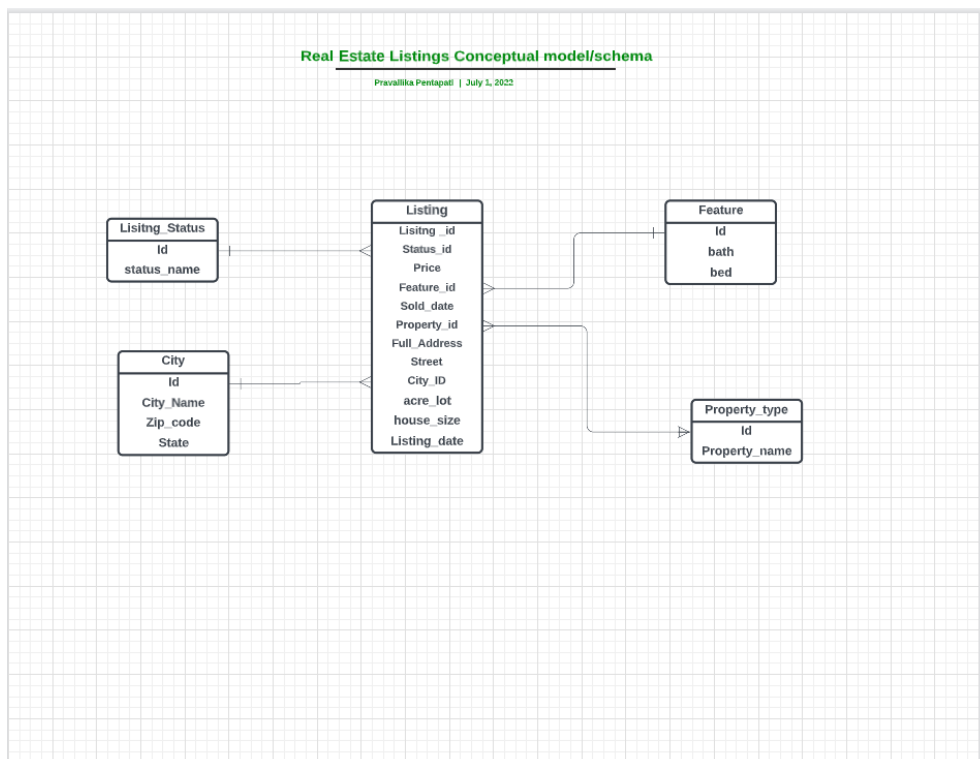 Real Estate Listings Conceptual model/schema
Pravallika Pentapati | July 1, 2022
Lisitng_Status
Id
status_name
City
Id
City_Name
Zip_code
State
Listing
Lisitng _id
Status_id
Price
Feature_id
Sold_date
Property_id
Full_Address
Street
City_ID
acre_lot
house_size
Listing_date
Feature
Id
bath
bed
Property_type
Id
Property_name